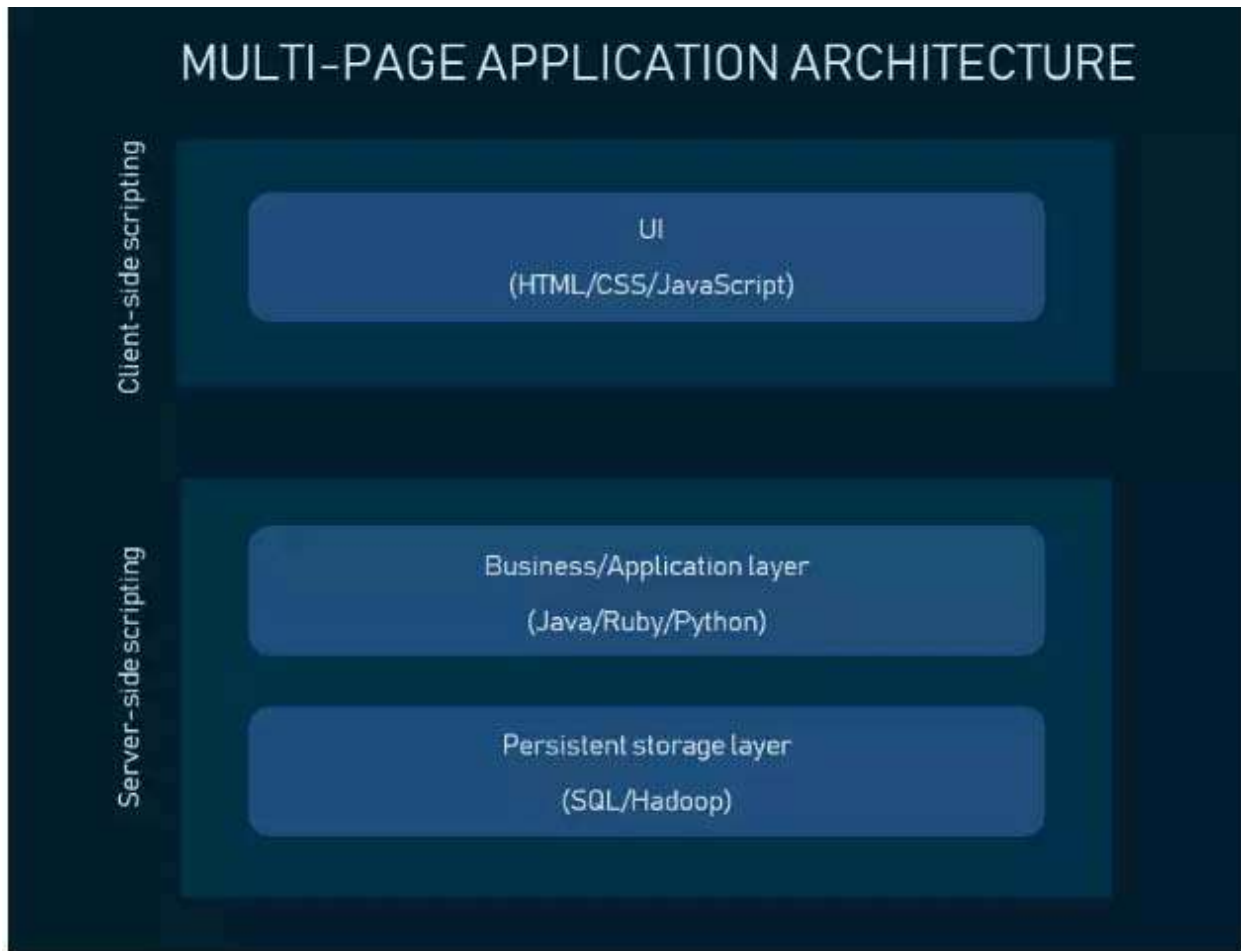 MULTI-PAGE APPLICATION ARCHITECTURE
Client-side scripting
UI
(HTML/CSS/JavaScript)
Server-side scripting
Business/Application layer
(Java/Ruby/Python)
Persistent storage layer
(SQL/Hadoop)